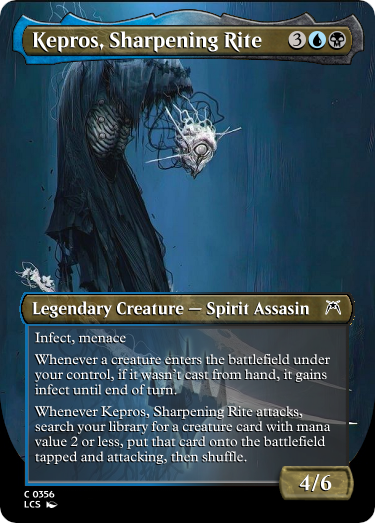 Kepros, Sharpening Rite 3
Legendary Creature — Spirit Assasin
Infect, menace
Whenever a creature enters the battlefield under
your control, if it wasn't cast from hand, it gains
infect until end of turn.
Whenever Kepros, Sharpening Rite attacks,
search your library for a creature card with mana
value 2 or less, put that card onto the battlefield
tapped and attacking, then shuffle.
4/6
C 0356
LCS